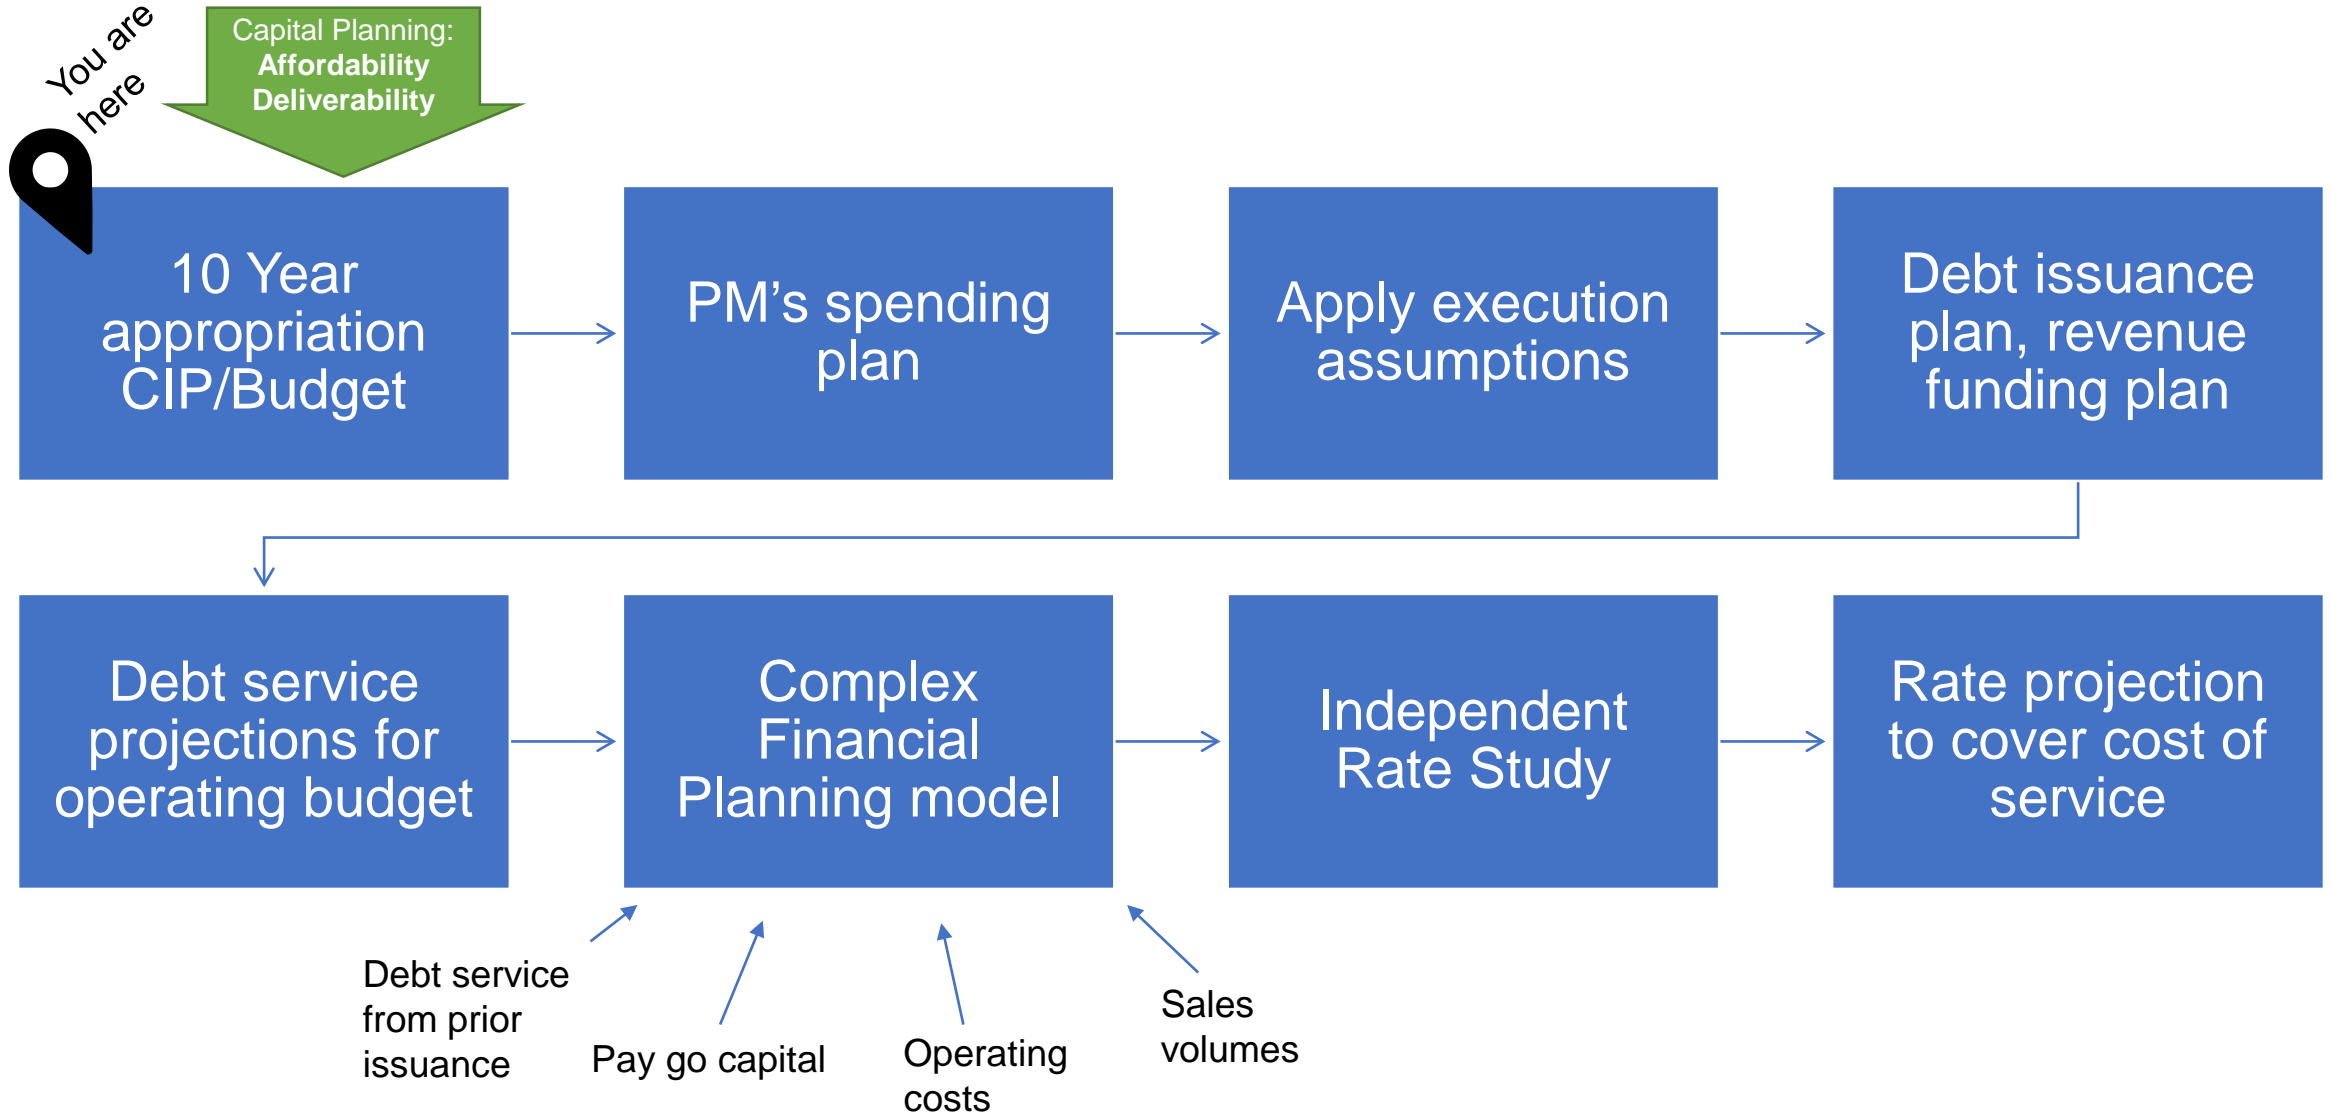 You are
here
Capital Planning:
Affordability
Deliverability
10 Year
appropriation
CIP/Budget
PM’s spending
plan
Apply execution
assumptions
Debt issuance
plan, revenue
funding plan
Debt service
projections for
operating budget
Complex
Financial
Planning model
Independent
Rate Study
Rate projection
to cover cost of
service
Debt service
from prior
issuance
Pay go capital
Operating
costs
Sales
volumes